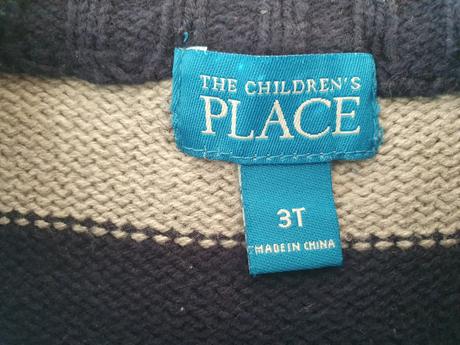 THE CHILDREN'S
PLACE
3T
MADE IN CHINA